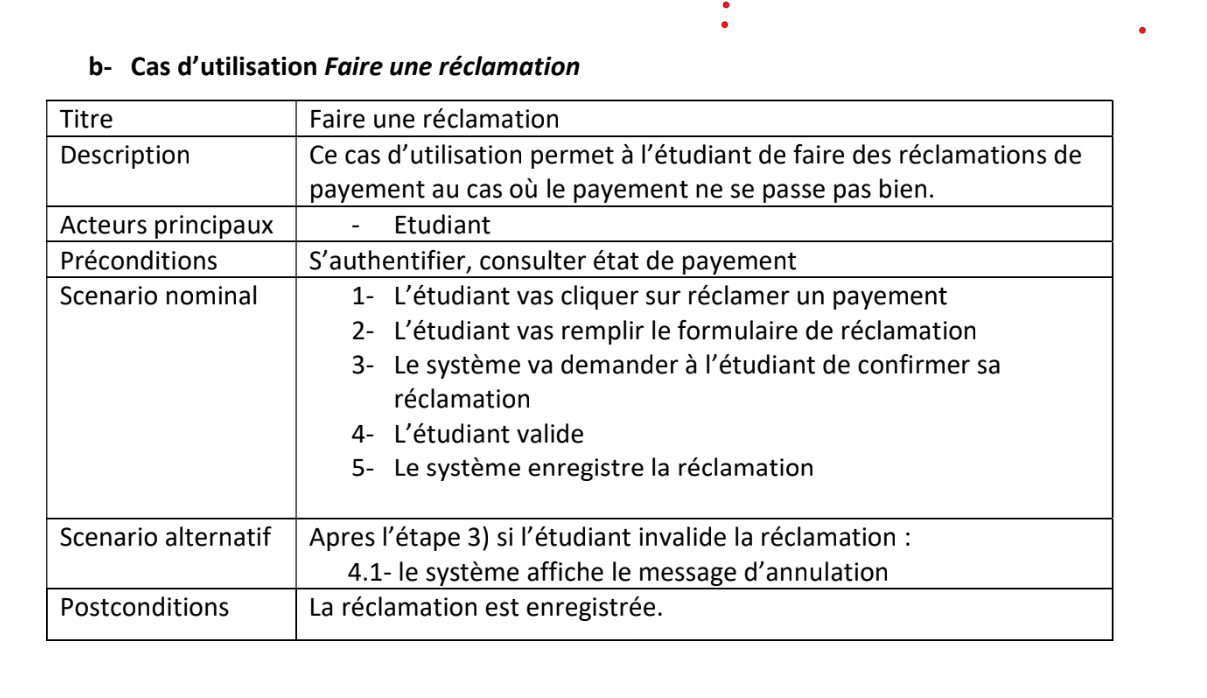 b- Cas d’utilisation Faire une réclamation
Titre Faire une réclamation
Description Ce cas d’utilisation permet à l’étudiant de faire des réclamations de
payement au cas où le payement ne se passe pas bien.
Acteurs principaux - Etudiant
Préconditions S’authentifier, consulter état de payement
Scenario nominal 1- L’étudiant vas cliquer sur réclamer un payement
2- L’étudiant vas remplir le formulaire de réclamation
3- Le système va demander à l’étudiant de confirmer sa
réclamation
4- L’étudiant valide
5- Le système enregistre la réclamation
Scenario alternatif Apres l’étape 3) si l’étudiant invalide la réclamation :
4.1- le système affiche le message d’annulation
Postconditions La réclamation est enregistrée.